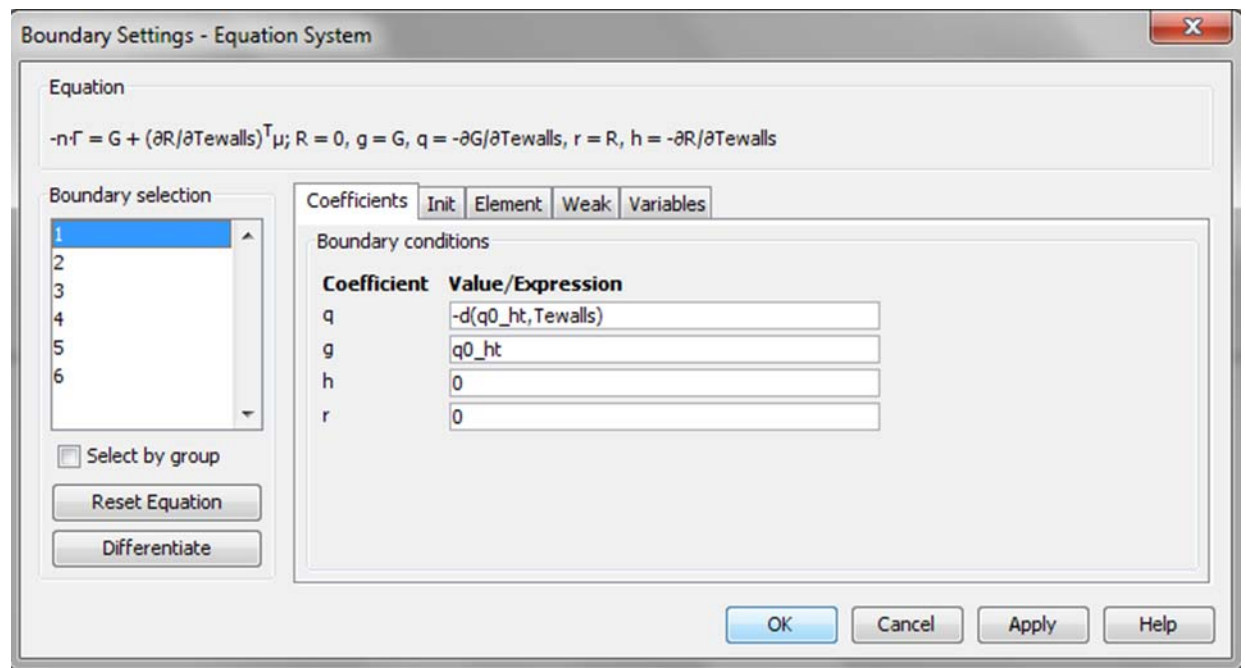 Boundary Settings - Equation System
Equation
-n·Γ = G + (∂R/∂Tewalls)ᵀμ; R = 0, g = G, q = -∂G/∂Tewalls, r = R, h = -∂R/∂Tewalls
Boundary selection
1
2
3
4
5
6
Select by group
Reset Equation
Differentiate
Coefficients Init Element Weak Variables
Boundary conditions
Coefficient Value/Expression
q -d(q0_ht,Tewalls)
g q0_ht
h 0
r 0
OK Cancel Apply Help